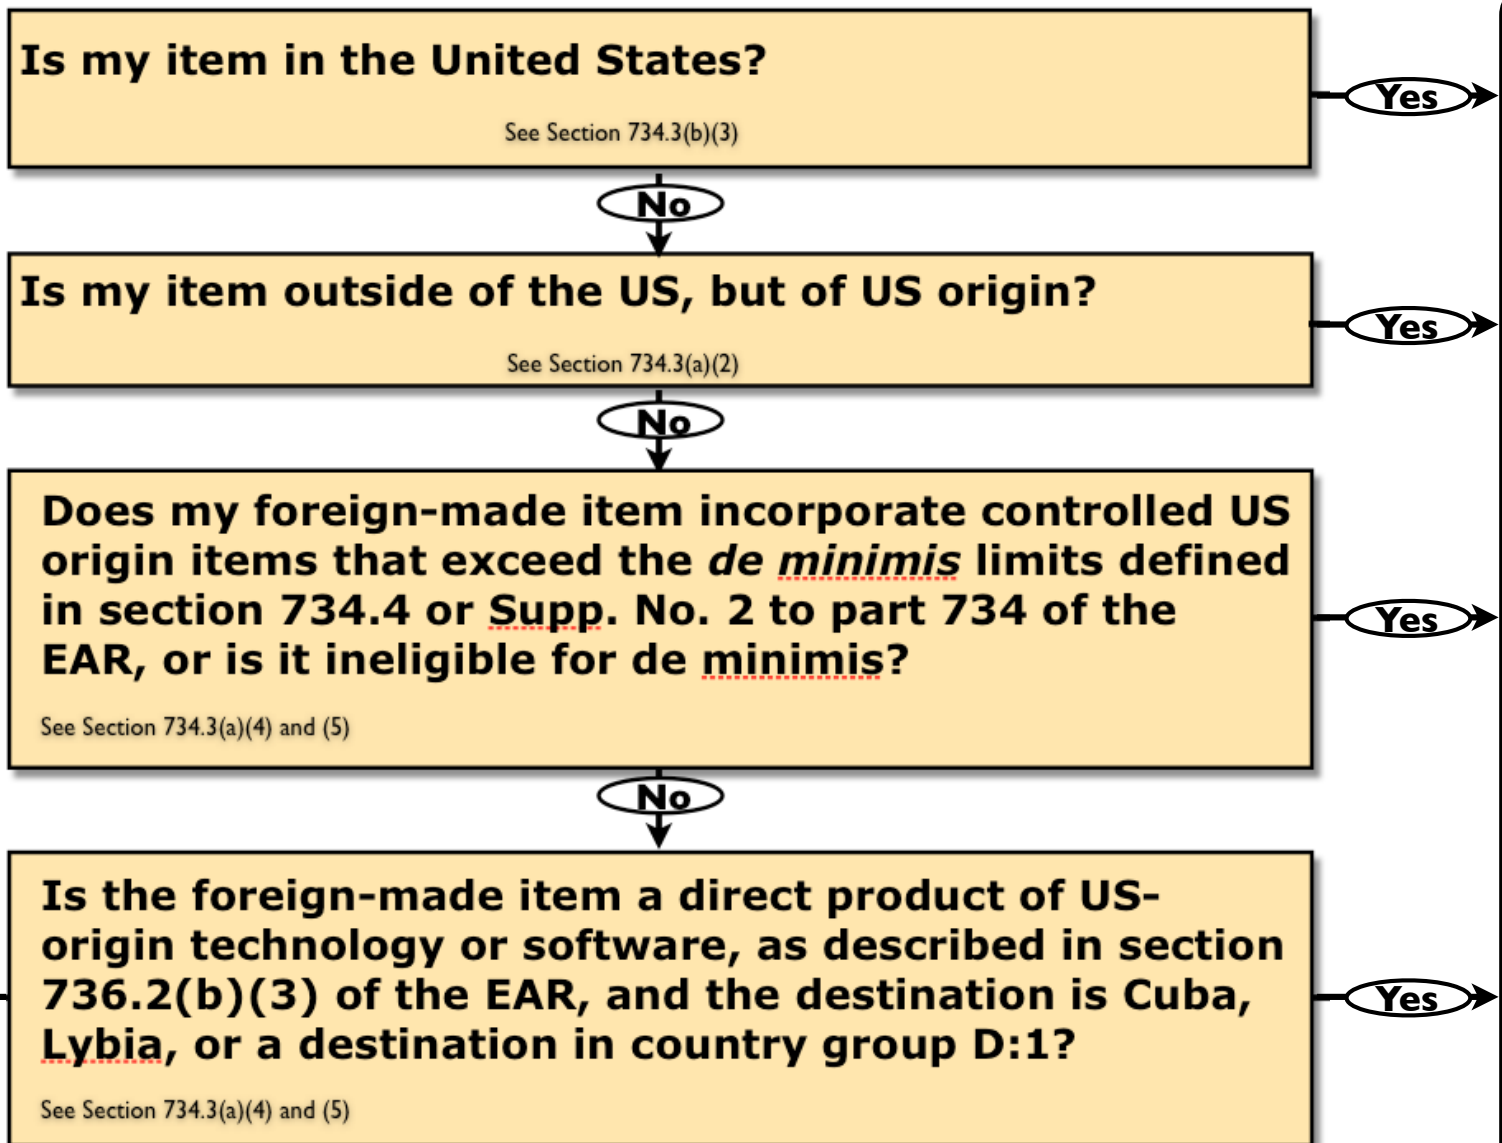 Is my item in the United States?
Yes
See Section 734.3(b)(3)
No
Is my item outside of the US, but of US origin?
Yes
See Section 734.3(a)(2)
No
Does my foreign-made item incorporate controlled US
origin items that exceed the de minimis limits defined
in section 734.4 or Supp. No. 2 to part 734 of the
Yes
EAR, or is it ineligible for de minimis?
See Section 734.3(a)(4) and (5)
No
Is the foreign-made item a direct product of US-
origin technology or software, as described in section
736.2(b)(3) of the EAR, and the destination is Cuba,
Yes
Lybia, or a destination in country group D:1?
See Section 734.3(a)(4) and (5)